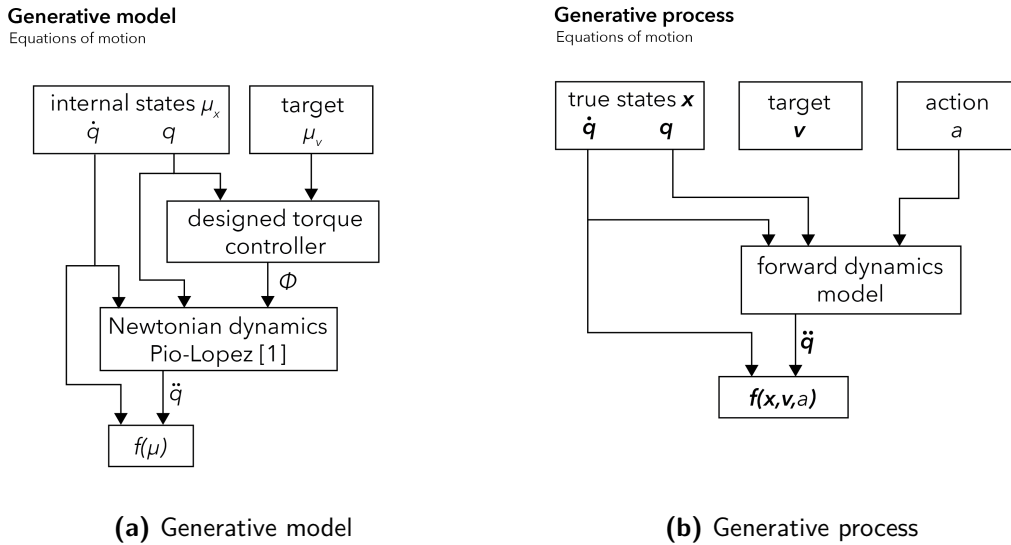 Generative model
Equations of motion
internal states μₓ
q̇ q
target
μᵥ
designed torque
controller
Φ
Newtonian dynamics
Pio-Lopez [1]
q̈
f(μ)
(a) Generative model
Generative process
Equations of motion
true states x
q̇ q
target
v
action
a
forward dynamics
model
q̈
f(x,v,a)
(b) Generative process